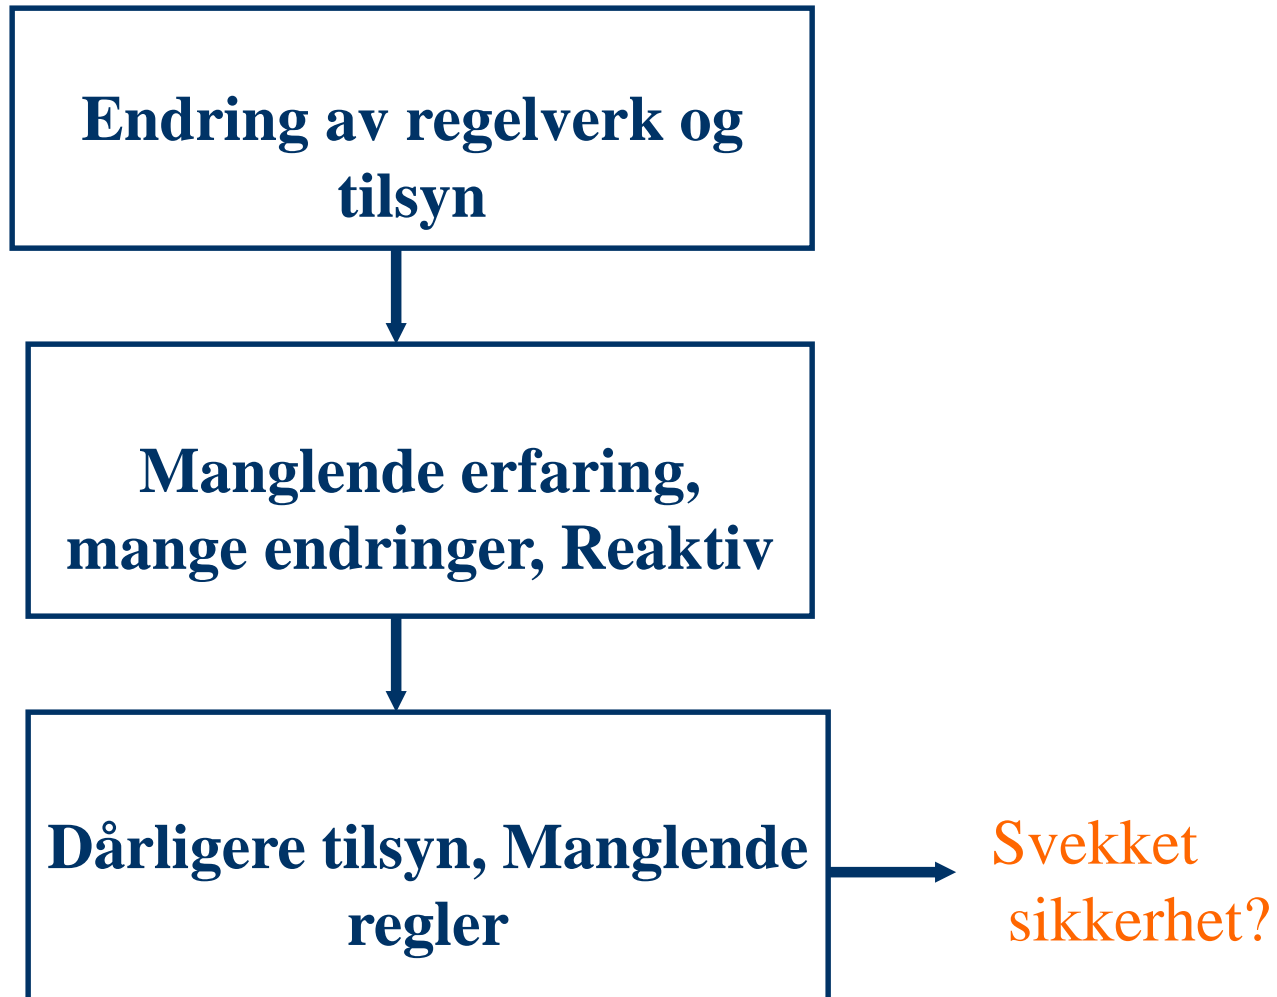 Endring av regelverk og
tilsyn
Manglende erfaring,
mange endringer, Reaktiv
Dårligere tilsyn, Manglende
regler
Svekket
sikkerhet?